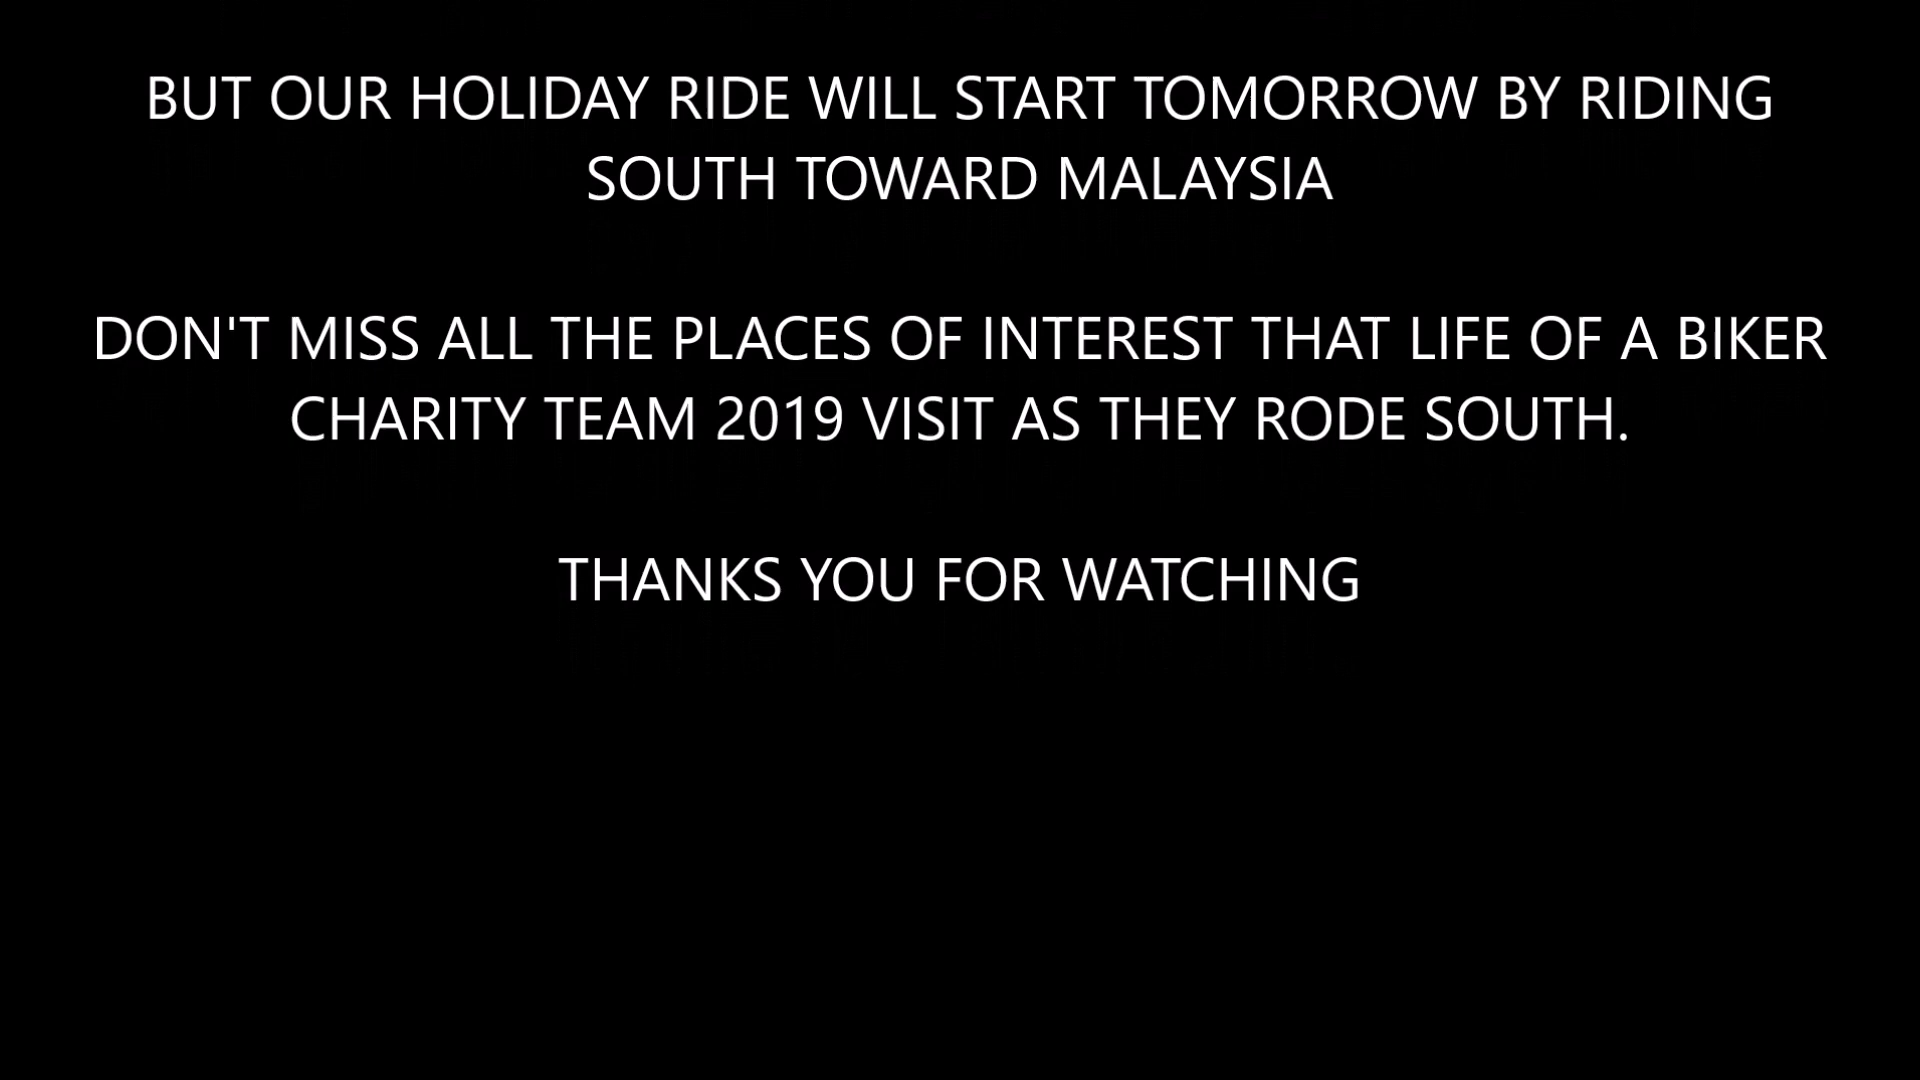 BUT OUR HOLIDAY RIDE WILL START TOMORROW BY RIDING
SOUTH TOWARD MALAYSIA
DON'T MISS ALL THE PLACES OF INTEREST THAT LIFE OF A BIKER
CHARITY TEAM 2019 VISIT AS THEY RODE SOUTH.
THANKS YOU FOR WATCHING